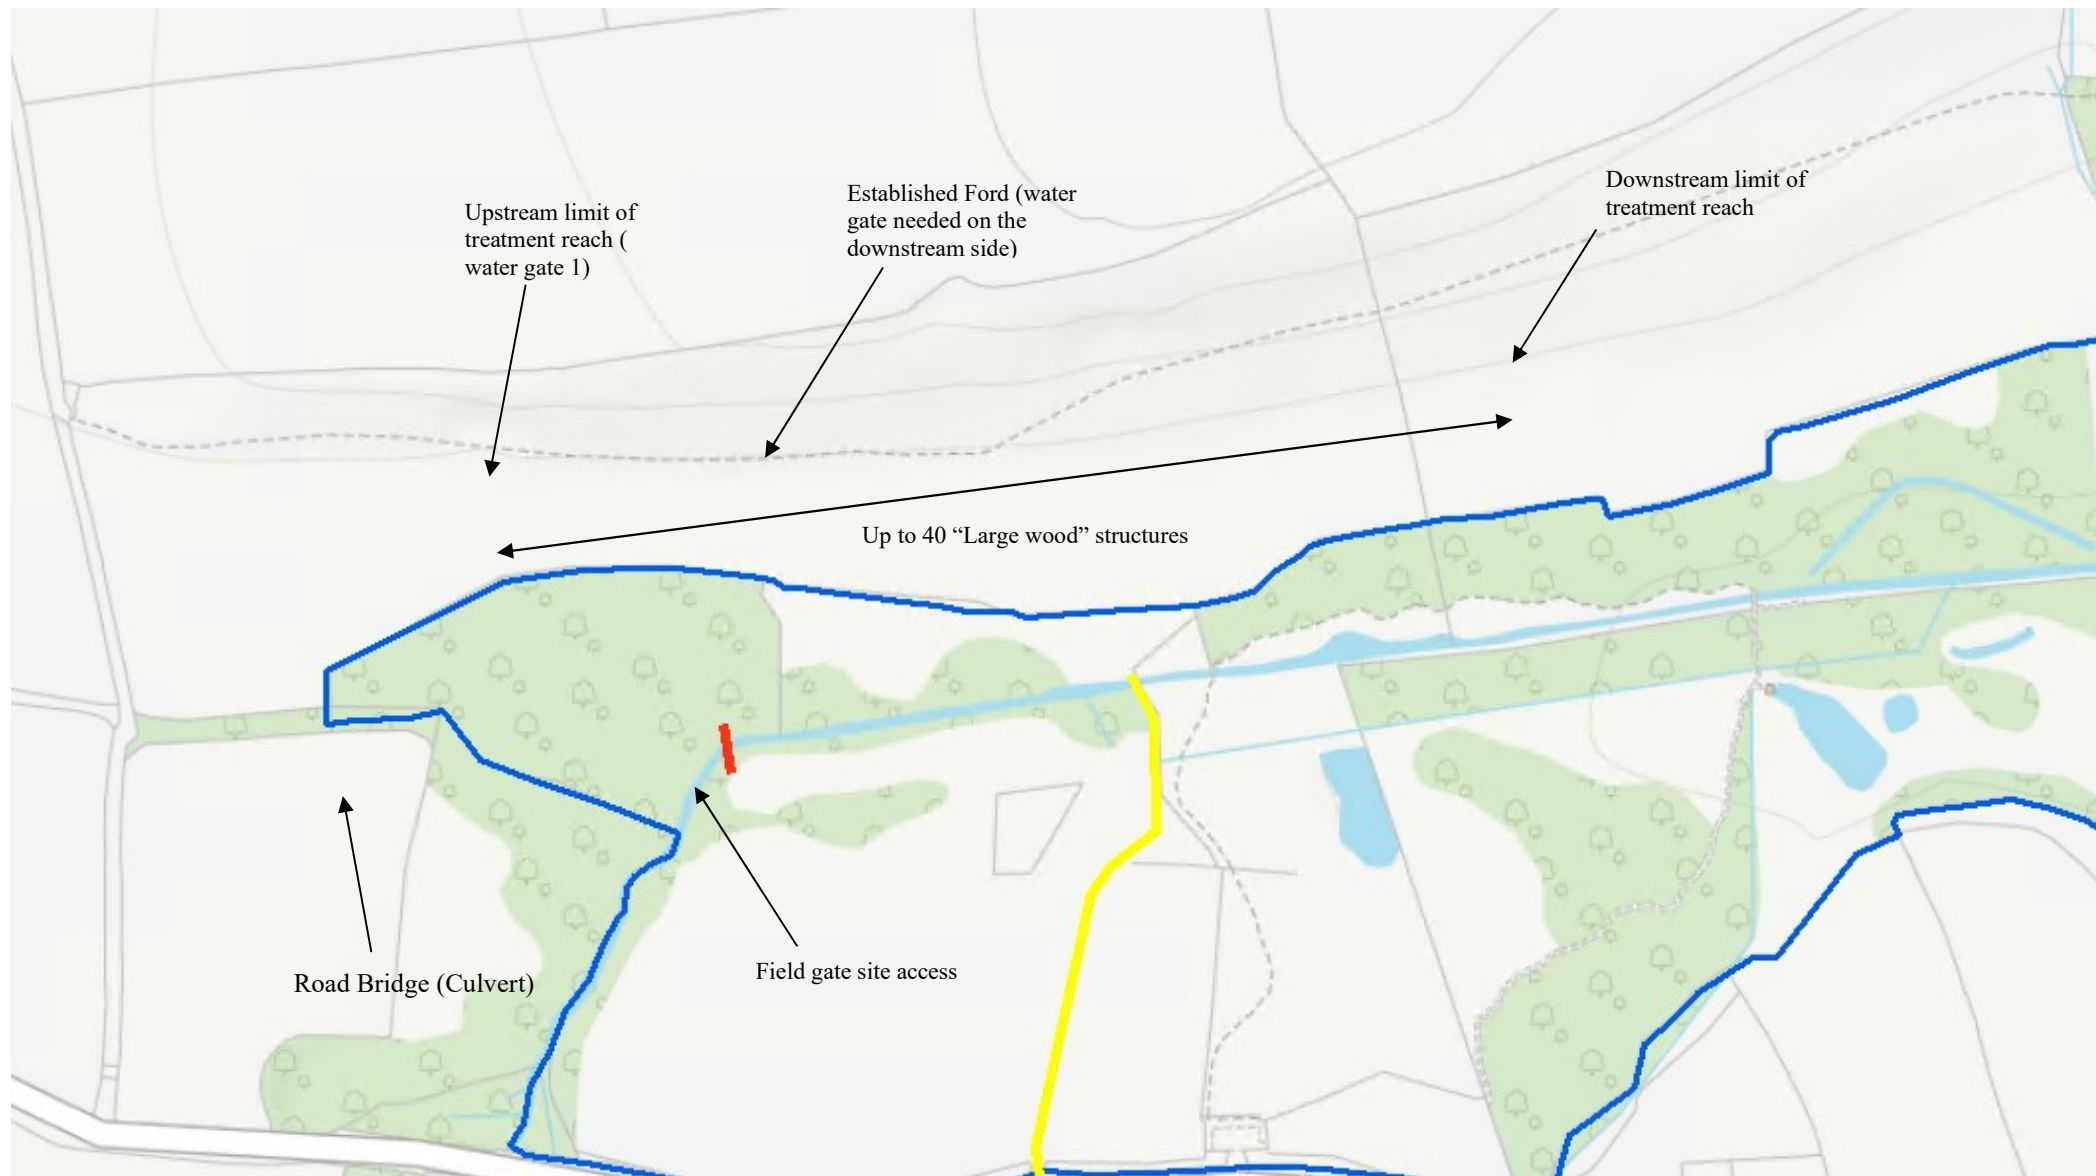 Upstream limit of
treatment reach (
water gate 1)
Established Ford (water
gate needed on the
downstream side)
Downstream limit of
treatment reach
Up to 40 “Large wood” structures
Road Bridge (Culvert)
Field gate site access